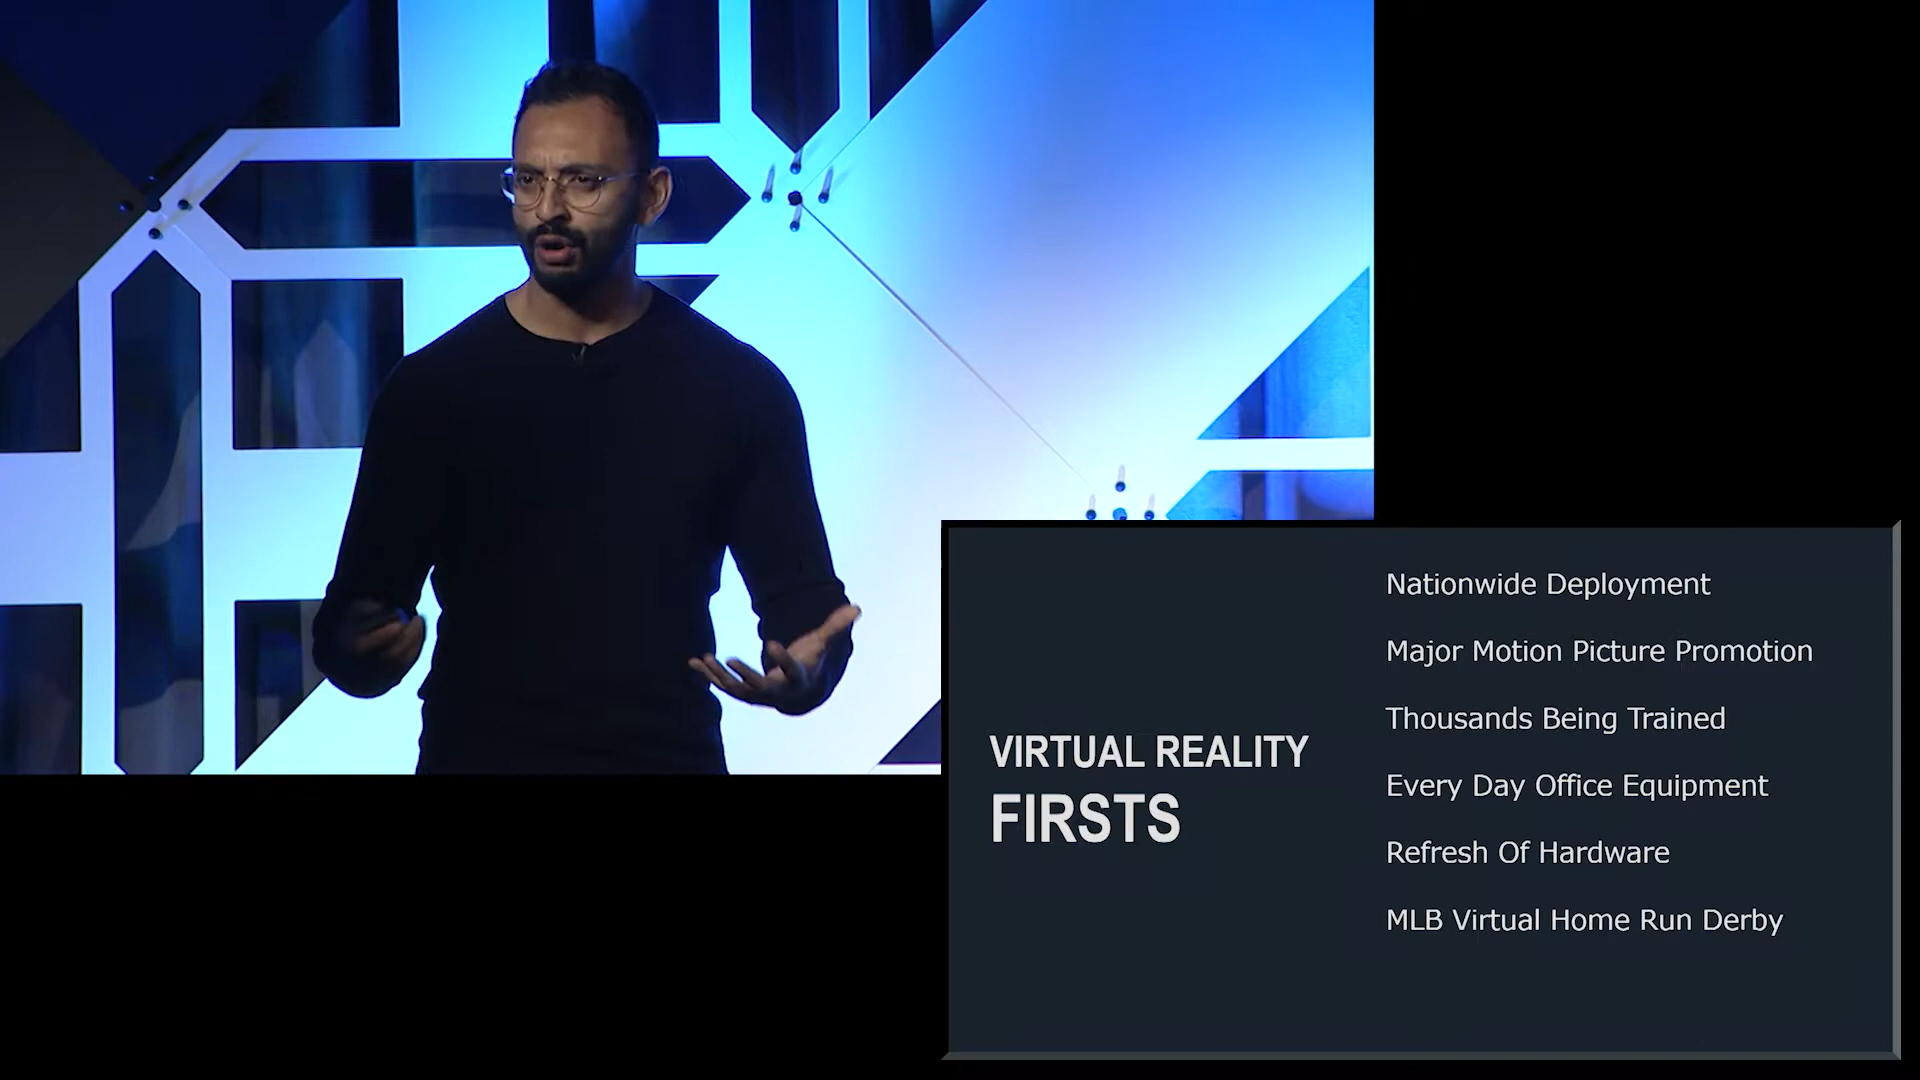 VIRTUAL REALITY
FIRSTS
Nationwide Deployment
Major Motion Picture Promotion
Thousands Being Trained
Every Day Office Equipment
Refresh Of Hardware
MLB Virtual Home Run Derby